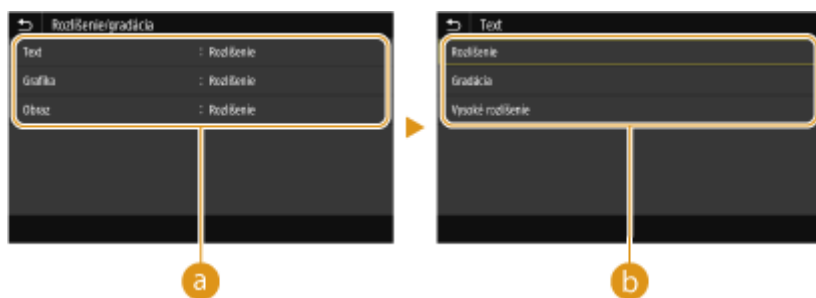 Rozlíšenie/gradácia
Text : Rozlíšenie
Grafika : Rozlíšenie
Obraz : Rozlíšenie
a
Text
Rozlíšenie
Gradácia
Vysoké rozlíšenie
b